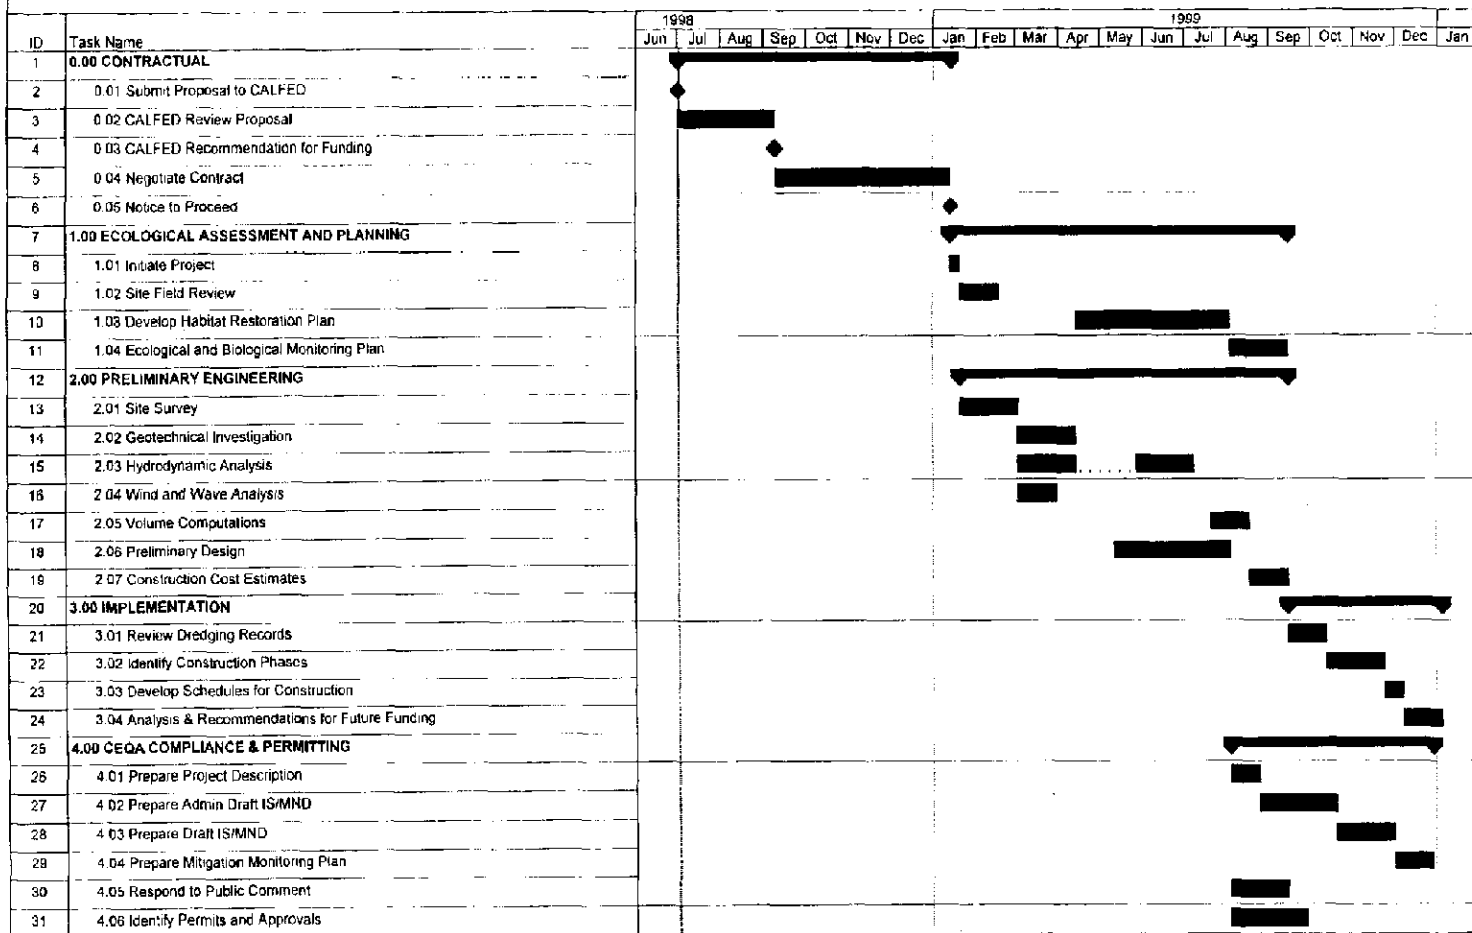 1998 1999
ID Task Name Jun Jul Aug Sep Oct Nov Dec Jan Feb Mar Apr May Jun Jul Aug Sep Oct Nov Dec Jan
1 0.00 CONTRACTUAL
2 0.01 Submit Proposal to CALFED
3 0 02 CALFED Review Proposal
4 0 03 CALFED Recommendation for Funding
5 0 04 Negotiate Contract
6 0.05 Notice to Proceed
7 1.00 ECOLOGICAL ASSESSMENT AND PLANNING
8 1.01 Initiate Project
9 1.02 Site Field Review
10 1.03 Develop Habitat Restoration Plan
11 1.04 Ecological and Biological Monitoring Plan
12 2.00 PRELIMINARY ENGINEERING
13 2.01 Site Survey
14 2.02 Geotechnical Investigation
15 2.03 Hydrodynamic Analysis
16 2 04 Wind and Wave Analysis
17 2.05 Volume Computations
18 2.06 Preliminary Design
19 2 07 Construction Cost Estimates
20 3.00 IMPLEMENTATION
21 3.01 Review Dredging Records
22 3.02 Identify Construction Phases
23 3.03 Develop Schedules for Construction
24 3.04 Analysis & Recommendations for Future Funding
25 4.00 CEQA COMPLIANCE & PERMITTING
26 4.01 Prepare Project Description
27 4 02 Prepare Admin Draft IS/MND
28 4 03 Prepare Draft IS/MND
29 4.04 Prepare Mitigation Monitoring Plan
30 4.05 Respond to Public Comment
31 4.06 Identify Permits and Approvals